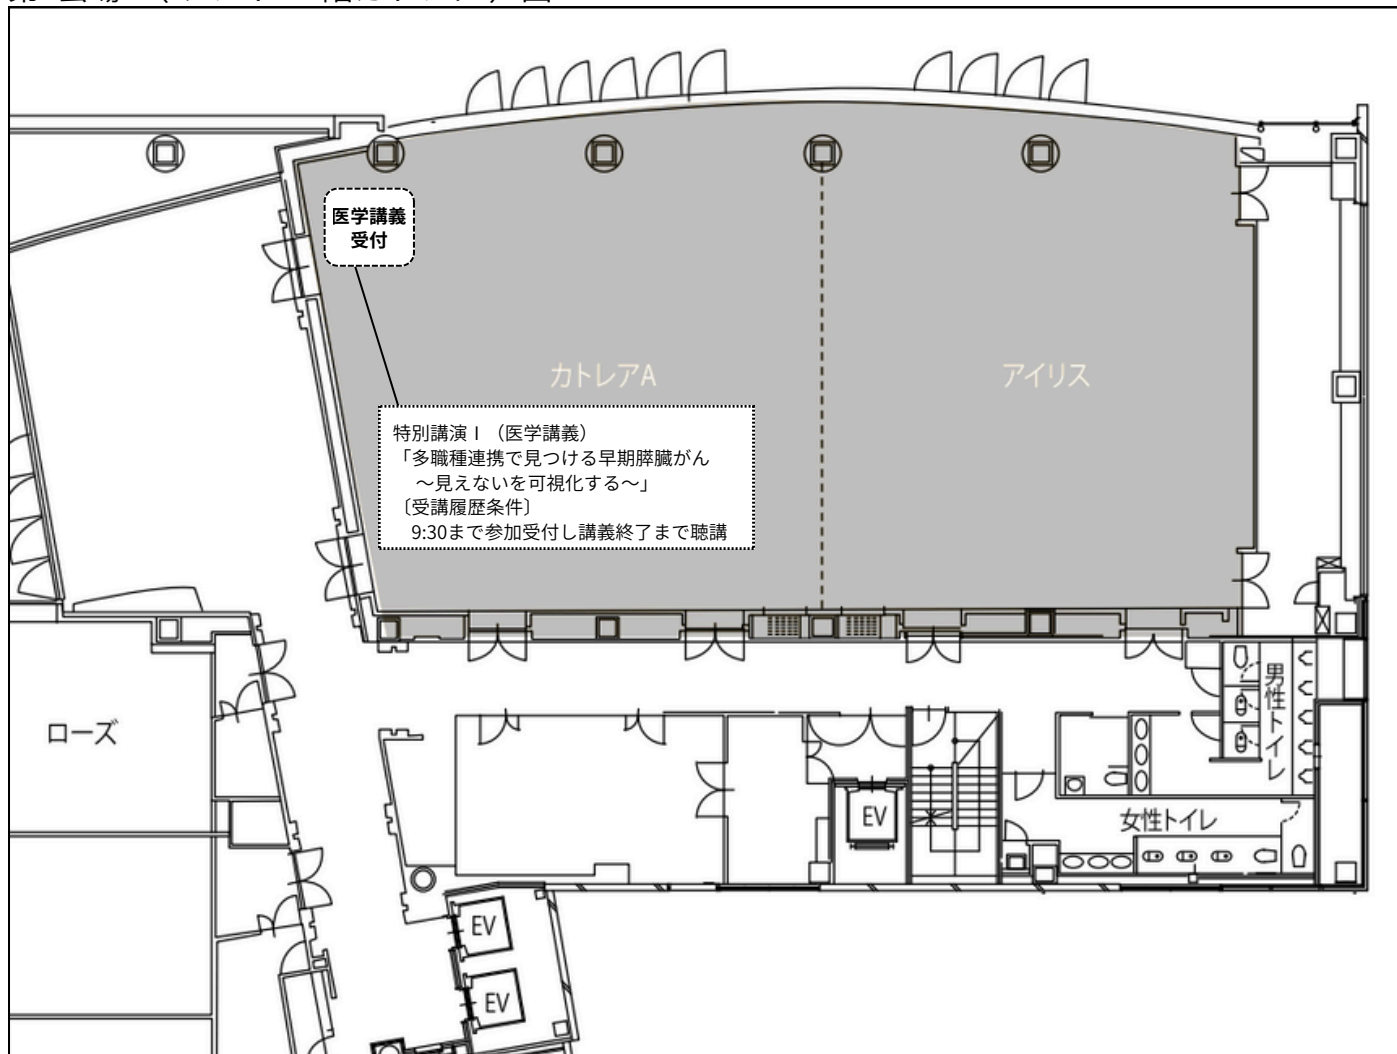 医学講義
受付
カトレアA
アイリス
特別講演Ⅰ（医学講義）
「多職種連携で見つける早期膵臓がん
～見えないを可視化する～」
〔受講履歴条件〕
9:30まで参加受付し講義終了まで聴講
ローズ
男性トイレ
女性トイレ
EV
EV
EV